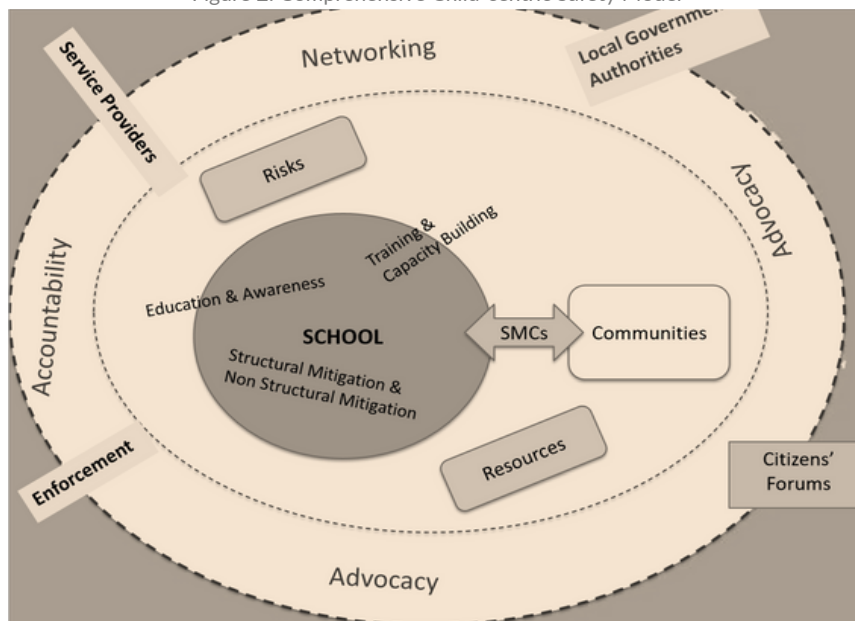 Networking
Local Government
Authorities
Service Providers
Risks
Advocacy
Training &
Capacity Building
Education & Awareness
Accountability
SCHOOL
SMCs
Communities
Structural Mitigation &
Non Structural Mitigation
Resources
Enforcement
Citizens’
Forums
Advocacy